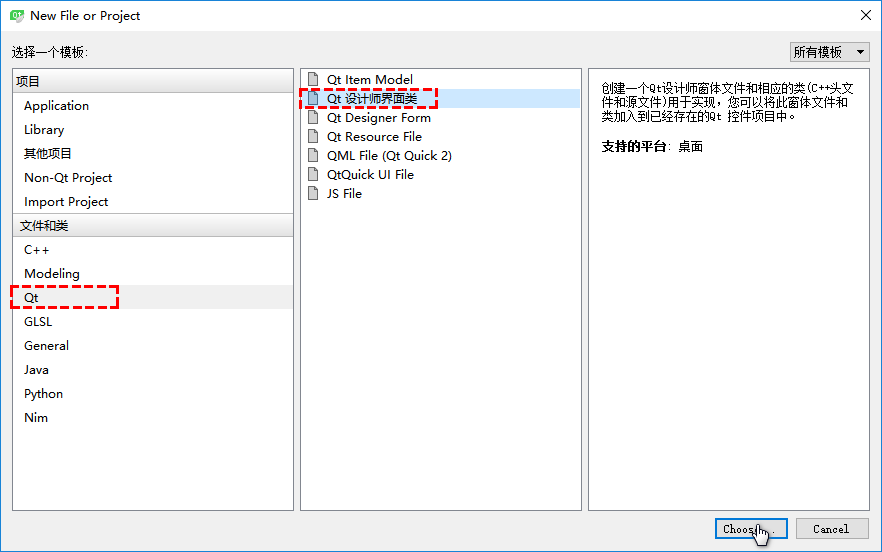 New File or Project
选择一个模板:
所有模板
项目
Application
Library
其他项目
Non-Qt Project
Import Project
文件和类
C++
Modeling
Qt
GLSL
General
Java
Python
Nim
Qt Item Model
Qt 设计师界面类
Qt Designer Form
Qt Resource File
QML File (Qt Quick 2)
QtQuick UI File
JS File
创建一个Qt设计师窗体文件和相应的类(C++头文
件和源文件)用于实现，您可以将此窗体文件和
类加入到已经存在的Qt 控件项目中。
支持的平台: 桌面
Cancel